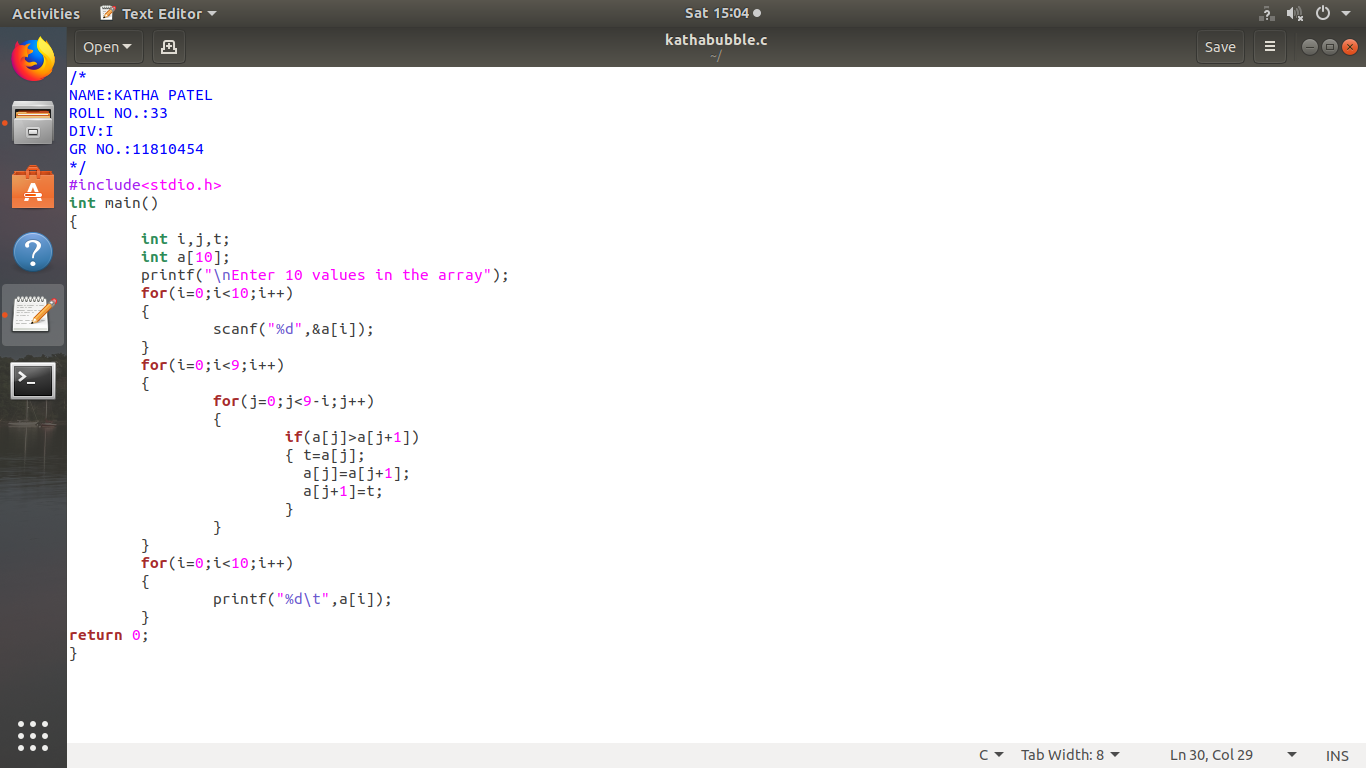 Activities Text Editor Sat 15:04
Open kathabubble.c Save
~/
/*
NAME:KATHA PATEL
ROLL NO.:33
DIV:I
GR NO.:11810454
*/
#include<stdio.h>
int main()
{
        int i,j,t;
        int a[10];
        printf("\nEnter 10 values in the array");
        for(i=0;i<10;i++)
        {
                scanf("%d",&a[i]);
        }
        for(i=0;i<9;i++)
        {
                for(j=0;j<9-i;j++)
                {
                        if(a[j]>a[j+1])
                        { t=a[j];
                          a[j]=a[j+1];
                          a[j+1]=t;
                        }
                }
        }
        for(i=0;i<10;i++)
        {
                printf("%d\t",a[i]);
        }
return 0;
}
C Tab Width: 8 Ln 30, Col 29 INS